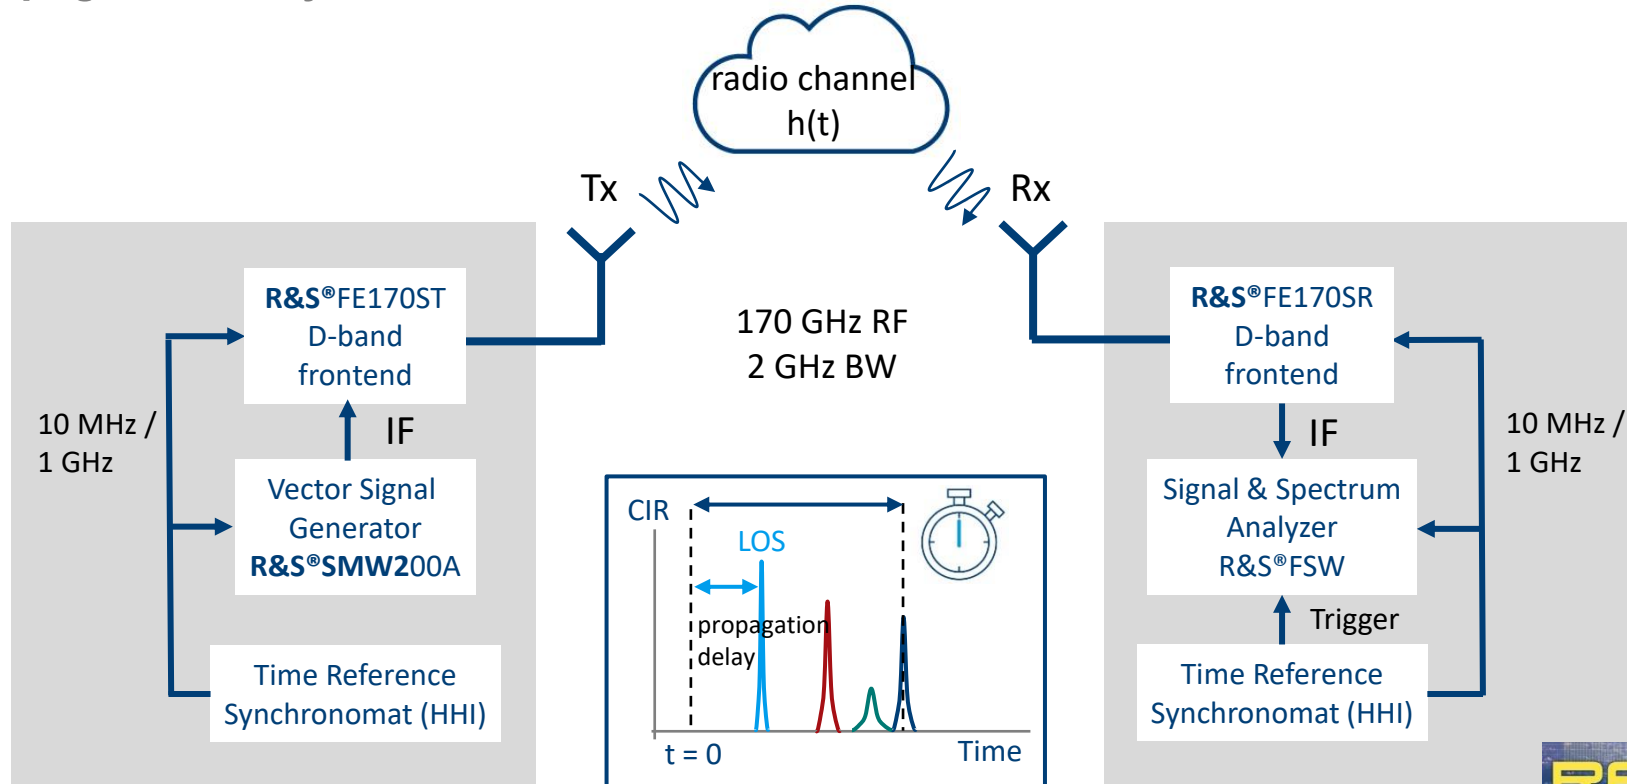 radio channel
h(t)
Tx
Rx
R&S®FE170ST
D-band
frontend
10 MHz /
1 GHz
IF
Vector Signal
Generator
R&S®SMW200A
Time Reference
Synchronomat (HHI)
170 GHz RF
2 GHz BW
CIR
LOS
propagation
delay
t = 0
Time
R&S®FE170SR
D-band
frontend
IF
10 MHz /
1 GHz
Signal & Spectrum
Analyzer
R&S®FSW
Trigger
Time Reference
Synchronomat (HHI)